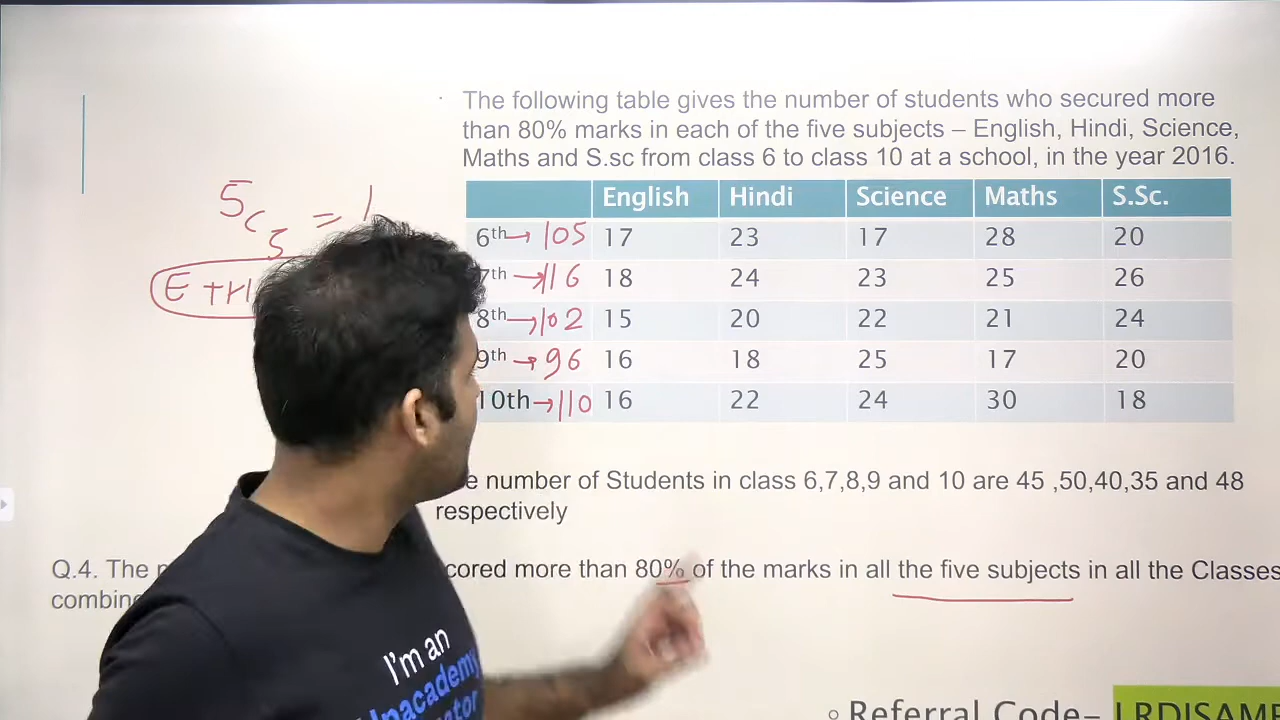 The following table gives the number of students who secured more
than 80% marks in each of the five subjects – English, Hindi, Science,
Maths and S.sc from class 6 to class 10 at a school, in the year 2016.
English Hindi Science Maths S.Sc.
6th → 105 17 23 17 28 20
7th → 116 18 24 23 25 26
8th → 102 15 20 22 21 24
9th → 96 16 18 25 17 20
10th → 110 16 22 24 30 18
5c3 = 1
E + H
number of Students in class 6,7,8,9 and 10 are 45 ,50,40,35 and 48
respectively
Q.4. The cored more than 80% of the marks in all the five subjects in all the Classes
combine
I'm an
Referral Code–